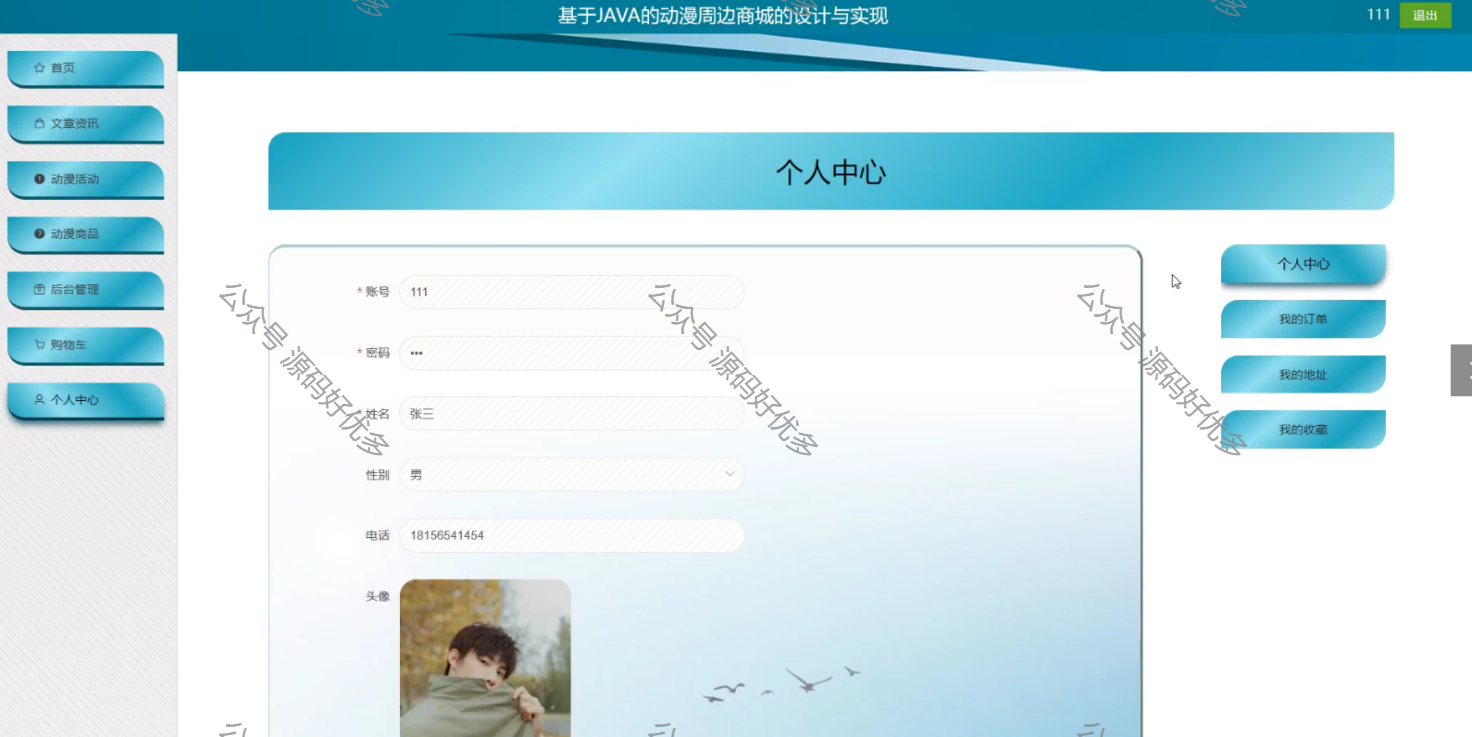 基于JAVA的动漫周边商城的设计与实现
111
退出
首页
文章资讯
动漫活动
动漫商品
后台管理
购物车
个人中心
个人中心
* 账号 111
* 密码 •••
* 姓名 张三
性别 男
电话 18156541454
头像
个人中心
我的订单
我的地址
我的收藏
公众号 源码好优多
公众号 源码好优多
公众号 源码好优多